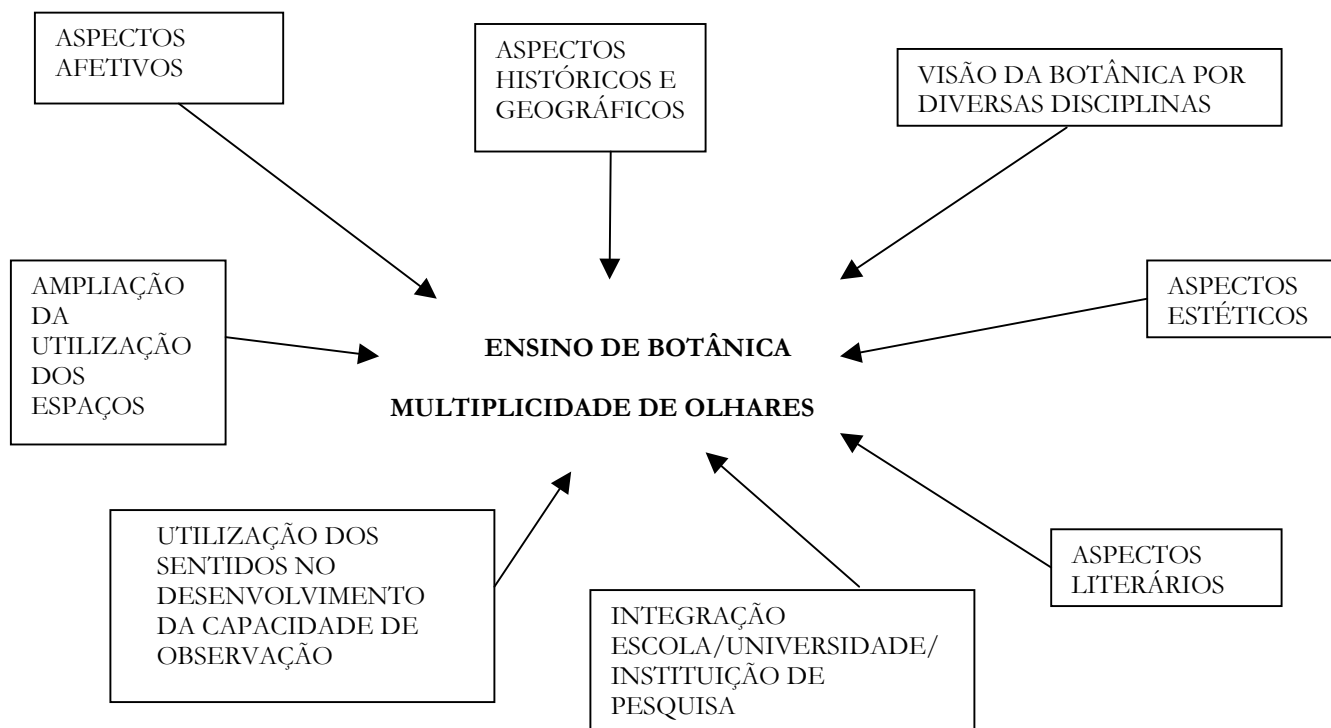 ASPECTOS
AFETIVOS
ASPECTOS
HISTÓRICOS E
GEOGRÁFICOS
VISÃO DA BOTÂNICA POR
DIVERSAS DISCIPLINAS
AMPLIAÇÃO
DA
UTILIZAÇÃO
DOS
ESPAÇOS
ASPECTOS
ESTÉTICOS
ENSINO DE BOTÂNICA
MULTIPLICIDADE DE OLHARES
UTILIZAÇÃO DOS
SENTIDOS NO
DESENVOLVIMENTO
DA CAPACIDADE DE
OBSERVAÇÃO
INTEGRAÇÃO
ESCOLA/UNIVERSIDADE/
INSTITUIÇÃO DE
PESQUISA
ASPECTOS
LITERÁRIOS